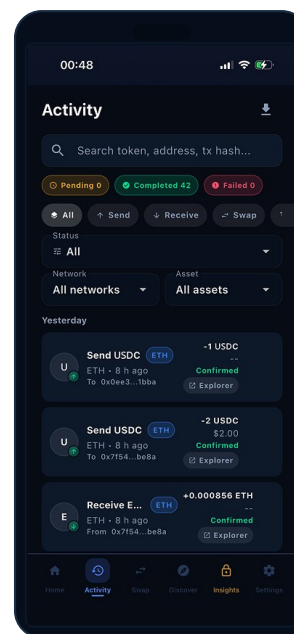 00:48
Activity
Search token, address, tx hash...
Pending 0 Completed 42 Failed 0
All Send Receive Swap
Status
All
Network Asset
All networks All assets
Yesterday
Send USDC ETH -1 USDC
--
ETH • 8 h ago Confirmed
To 0x0ee3...1bba Explorer
U
Send USDC ETH -2 USDC
$2.00
ETH • 8 h ago Confirmed
To 0x7f54...be8a Explorer
U
Receive E... ETH +0.000856 ETH
--
ETH • 8 h ago Confirmed
From 0x7f54...be8a Explorer
E
Home Activity Swap Discover Insights Settings